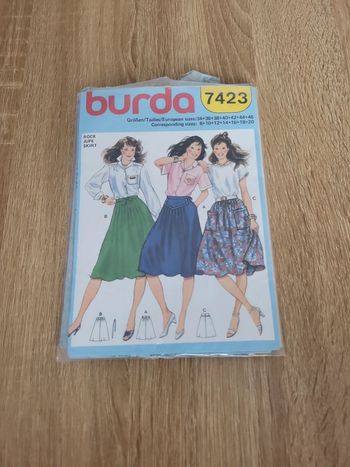 burda 7423
Größen/Tailles/European sizes:34+36+38+40+42+44+46
Corresponding sizes: 8+10+12+14+16+18+20
ROCK
JUPE
SKIRT
B
A
C
B
A
C